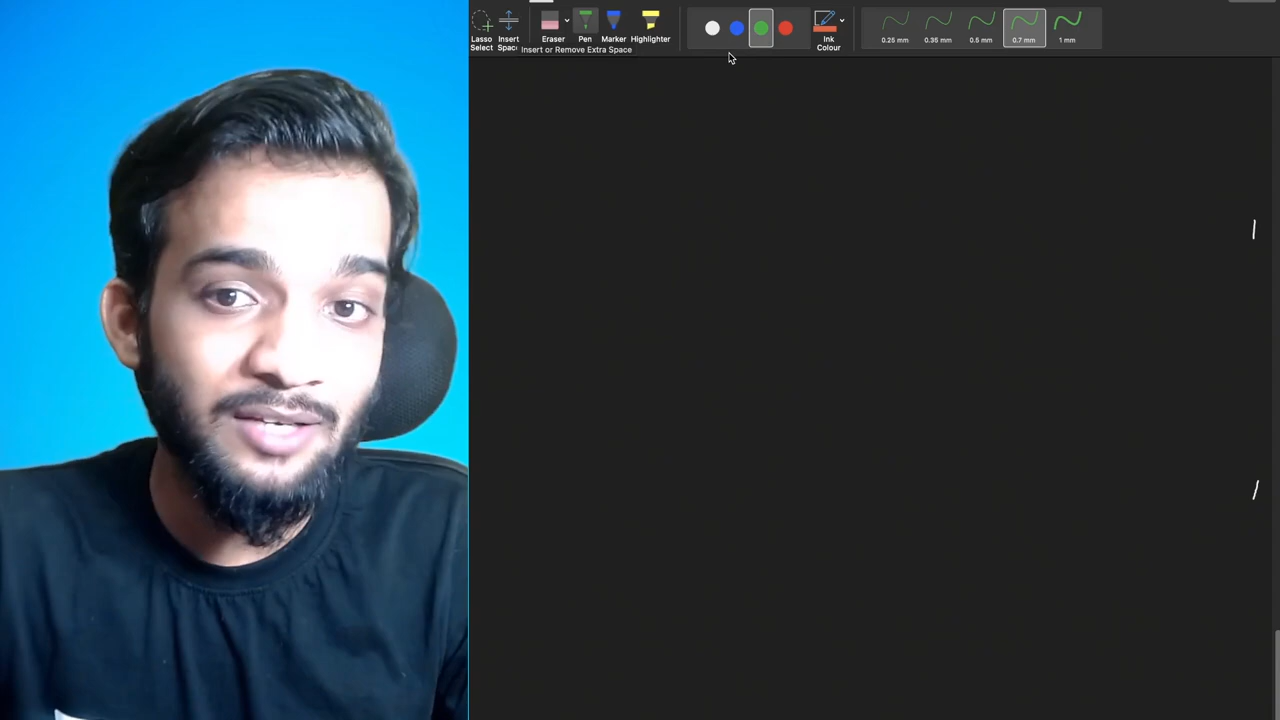 Lasso Select
Insert Space
Eraser
Pen
Marker
Highlighter
Ink Colour
0.25 mm
0.35 mm
0.5 mm
0.7 mm
1 mm
Insert or Remove Extra Space